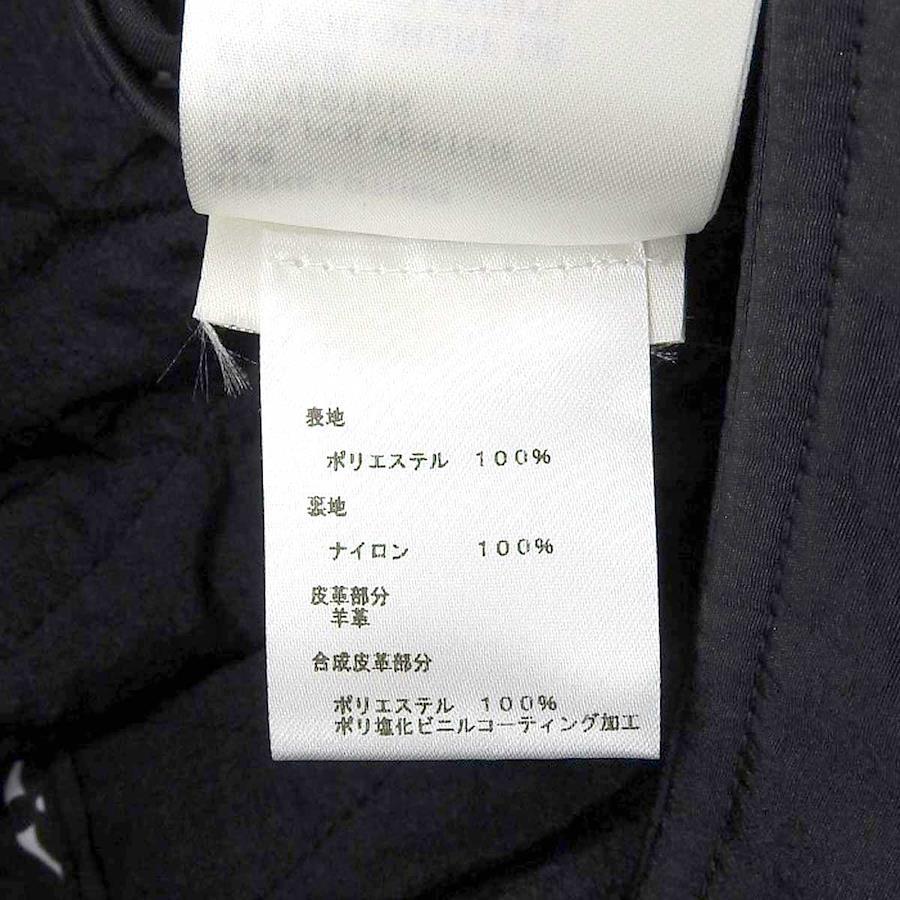 表地
ポリエステル 100%
裏地
ナイロン 100%
皮革部分
羊革
合成皮革部分
ポリエステル 100%
ポリ塩化ビニルコーティング加工